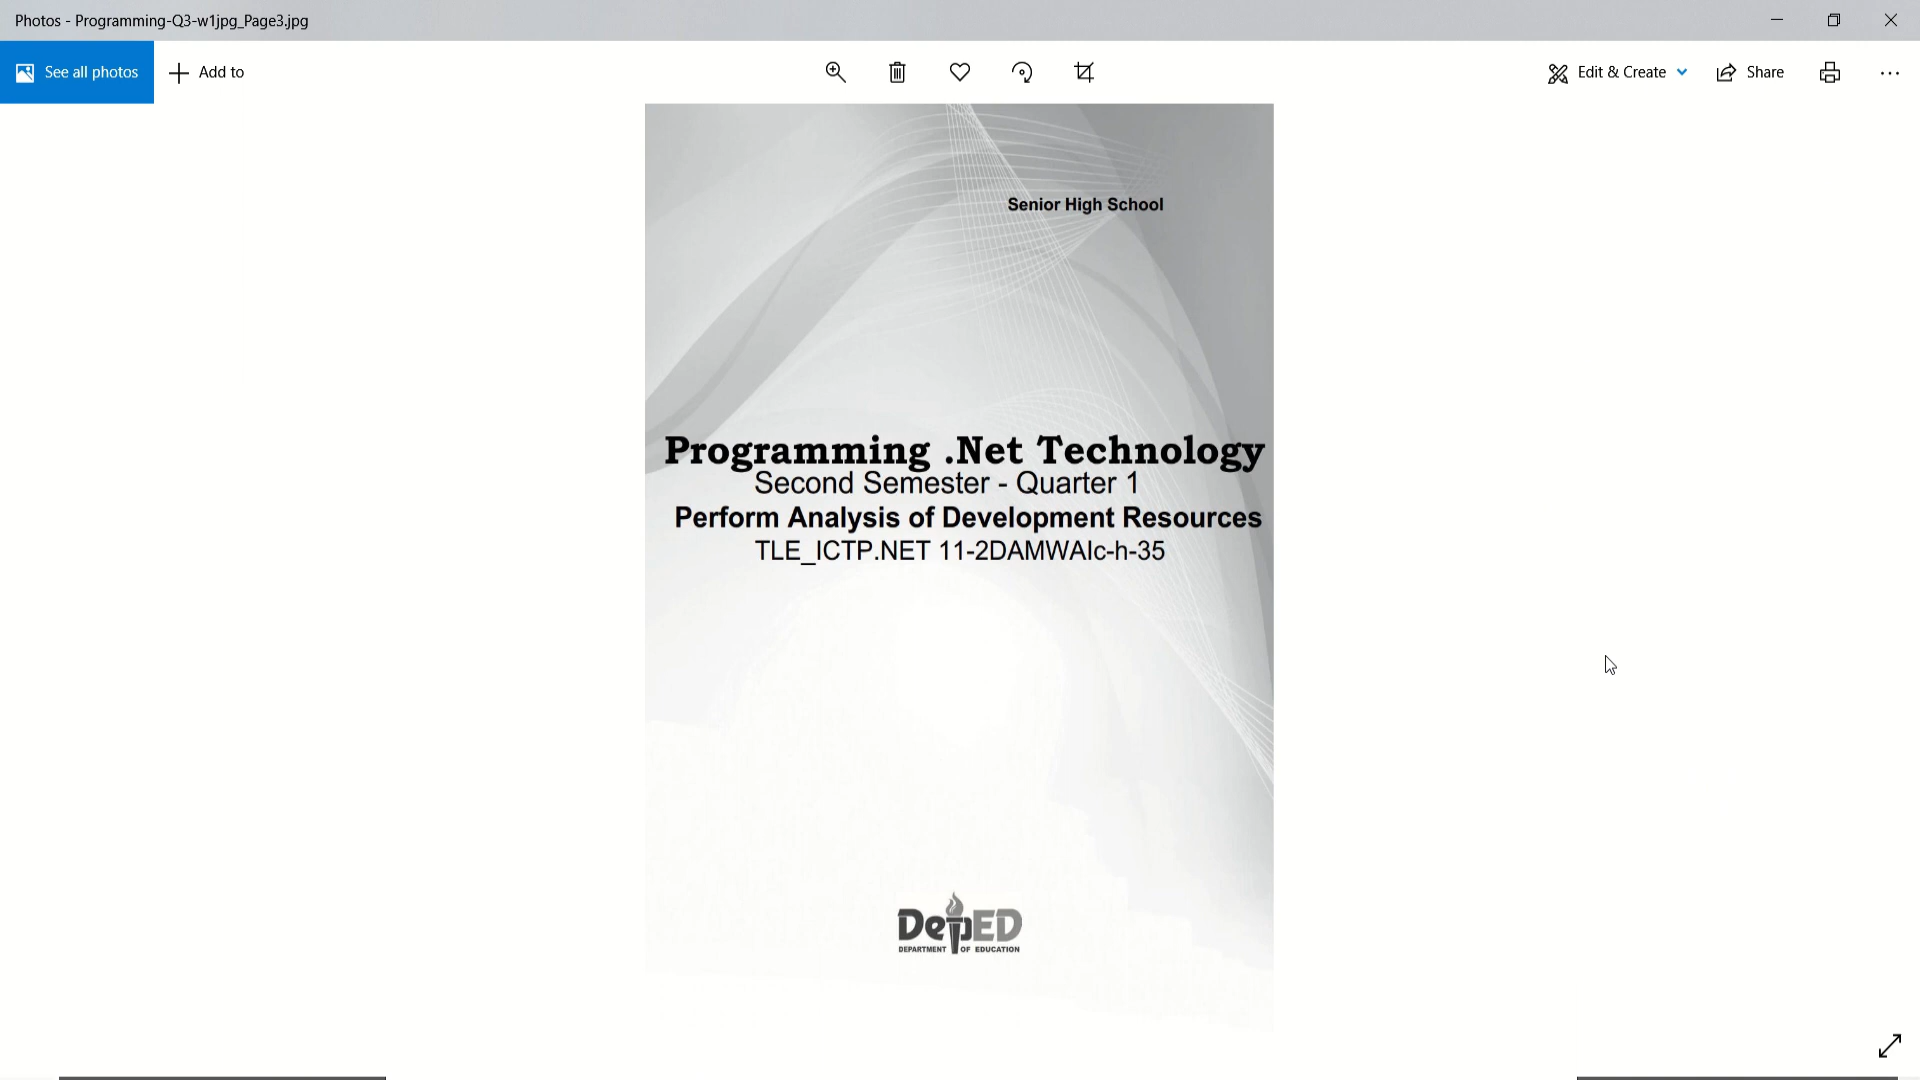 Photos - Programming-Q3-w1jpg_Page3.jpg
See all photos
Add to
Edit & Create
Share
Senior High School
Programming .Net Technology
Second Semester - Quarter 1
Perform Analysis of Development Resources
TLE_ICTP.NET 11-2DAMWAIc-h-35
DepED
DEPARTMENT OF EDUCATION